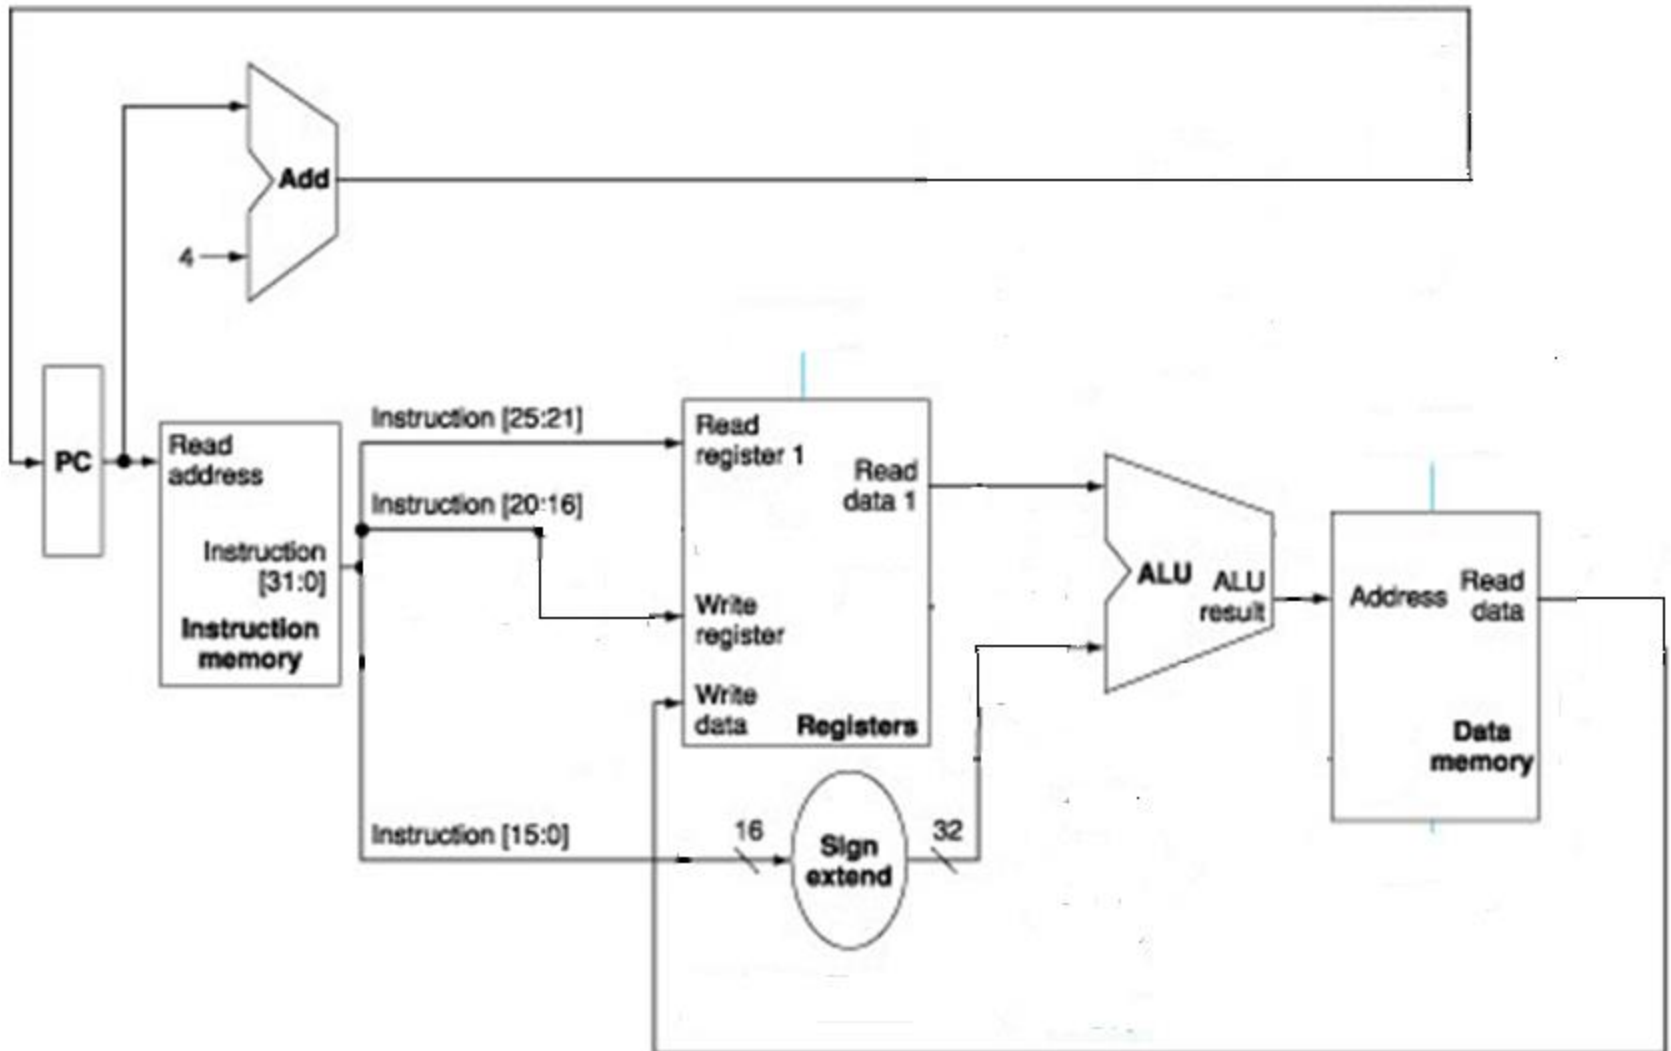 Add
4
PC
Read
address
Instruction
[31:0]
Instruction
memory
Instruction [25:21]
Instruction [20:16]
Instruction [15:0]
Read
register 1
Read
data 1
Write
register
Write
data
Registers
16
Sign
extend
32
ALU
ALU
result
Address
Read
data
Data
memory